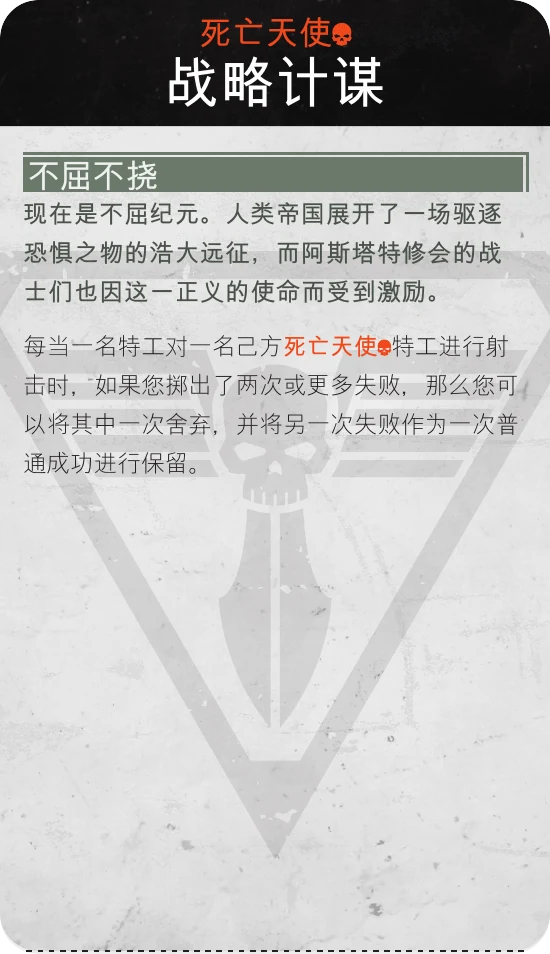 死亡天使
战略计谋
不屈不挠
现在是不屈纪元。人类帝国展开了一场驱逐
恐惧之物的浩大远征，而阿斯塔特修会的战
士们也因这一正义的使命而受到激励。
每当一名特工对一名己方死亡天使特工进行射
击时，如果您掷出了两次或更多失败，那么您可
以将其中一次舍弃，并将另一次失败作为一次普
通成功进行保留。